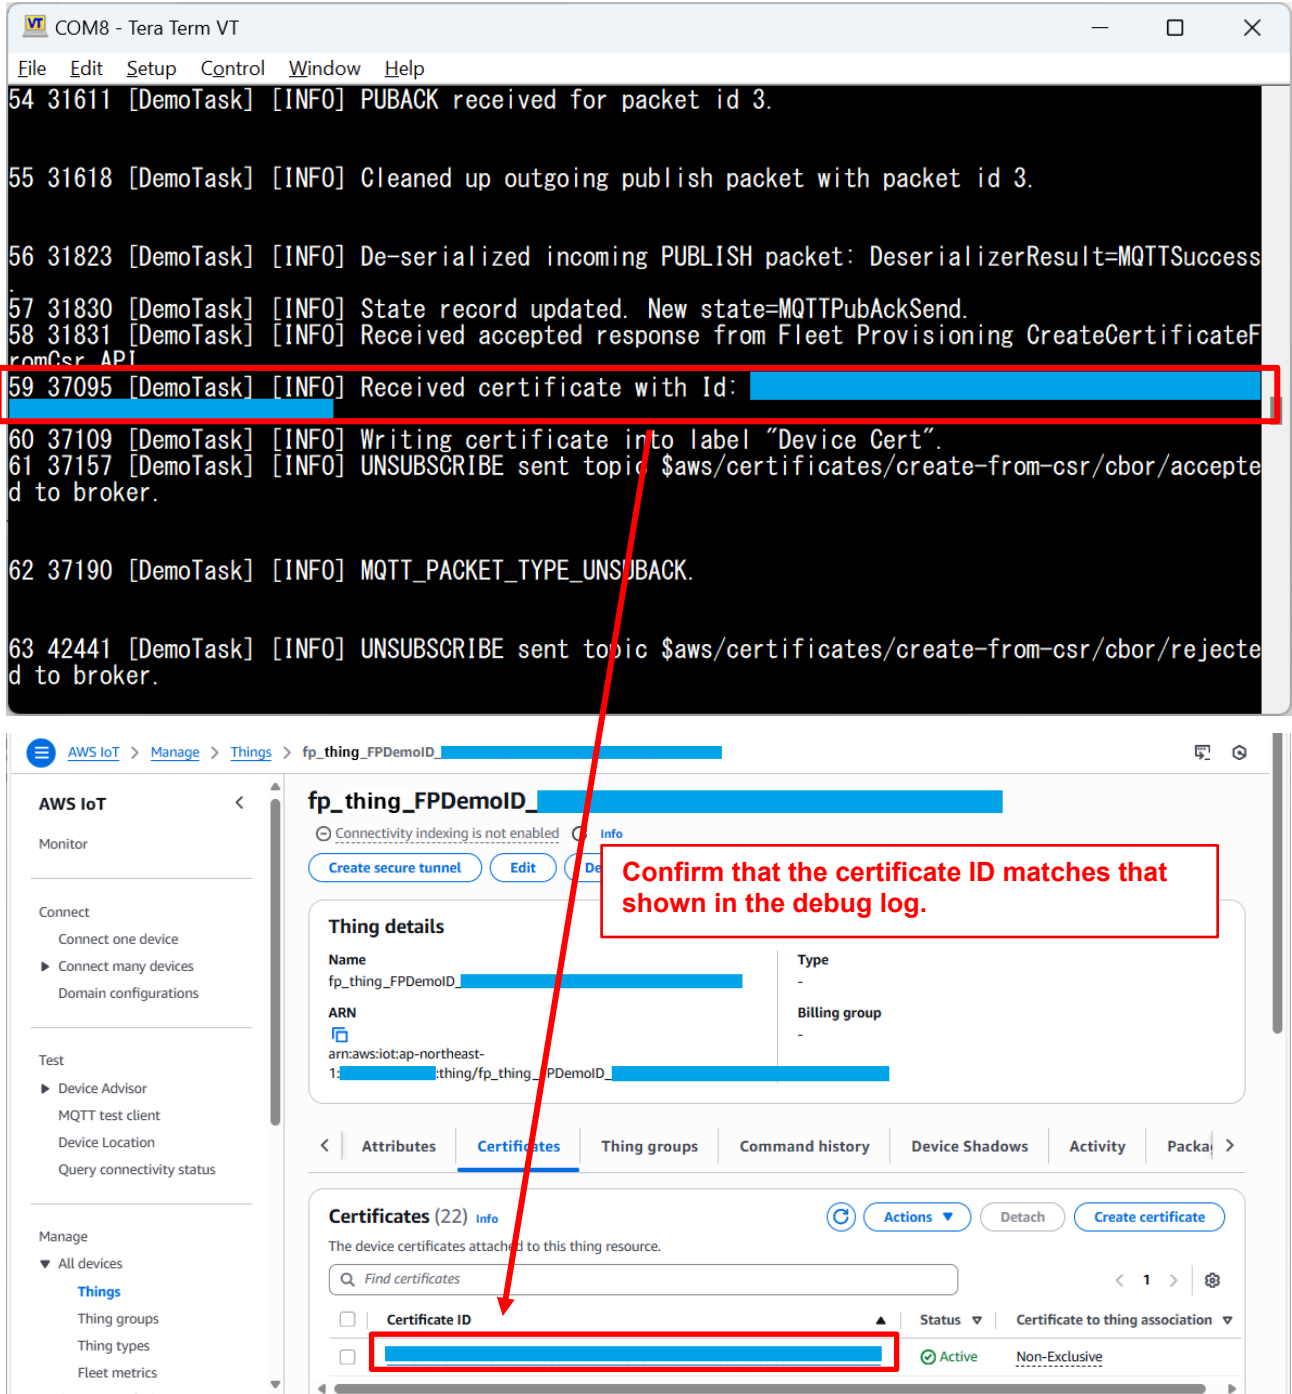 COM8 - Tera Term VT
File Edit Setup Control Window Help
54 31611 [DemoTask] [INFO] PUBACK received for packet id 3.
55 31618 [DemoTask] [INFO] Cleaned up outgoing publish packet with packet id 3.
56 31823 [DemoTask] [INFO] De-serialized incoming PUBLISH packet: DeserializerResult=MQTTSuccess
.
57 31830 [DemoTask] [INFO] State record updated. New state=MQTTPubAckSend.
58 31831 [DemoTask] [INFO] Received accepted response from Fleet Provisioning CreateCertificateF
romCsr API
59 37095 [DemoTask] [INFO] Received certificate with Id:
60 37109 [DemoTask] [INFO] Writing certificate into label "Device Cert".
61 37157 [DemoTask] [INFO] UNSUBSCRIBE sent topic $aws/certificates/create-from-csr/cbor/accepte
d to broker.
62 37190 [DemoTask] [INFO] MQTT_PACKET_TYPE_UNSUBACK.
63 42441 [DemoTask] [INFO] UNSUBSCRIBE sent topic $aws/certificates/create-from-csr/cbor/rejecte
d to broker.
AWS IoT > Manage > Things > fp_thing_FPDemoID_
AWS IoT
Monitor
Connect
Connect one device
Connect many devices
Domain configurations
Test
Device Advisor
MQTT test client
Device Location
Query connectivity status
Manage
All devices
Things
Thing groups
Thing types
Fleet metrics
fp_thing_FPDemoID_
Connectivity indexing is not enabled Info
Create secure tunnel Edit De
Confirm that the certificate ID matches that
shown in the debug log.
Thing details
Name
fp_thing_FPDemoID_
Type
-
ARN
arn:aws:iot:ap-northeast-
1: :thing/fp_thing_FPDemoID_
Billing group
-
Attributes Certificates Thing groups Command history Device Shadows Activity Packa
Certificates (22) Info
Actions Detach Create certificate
The device certificates attached to this thing resource.
Find certificates
1
Certificate ID Status Certificate to thing association
Active Non-Exclusive